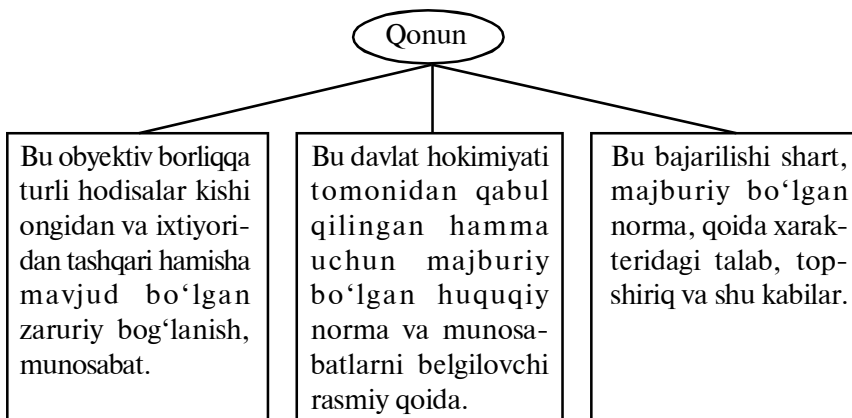 Qonun
Bu obyektiv borliqqa
turli hodisalar kishi
ongidan va ixtiyori-
dan tashqari hamisha
mavjud bo‘lgan
zaruriy bog‘lanish,
munosabat.
Bu davlat hokimiyati
tomonidan qabul
qilingan hamma
uchun majburiy
bo‘lgan huquqiy
norma va munosa-
batlarni belgilovchi
rasmiy qoida.
Bu bajarilishi shart,
majburiy bo‘lgan
norma, qoida xarak-
teridagi talab, top-
shiriq va shu kabilar.